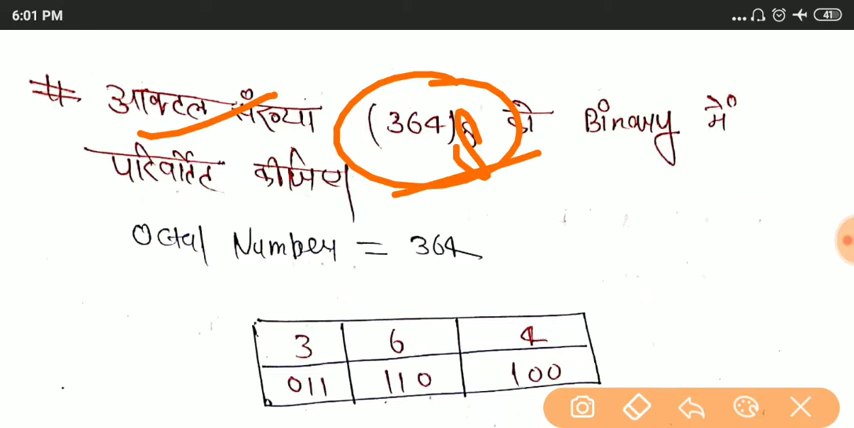 6:01 PM
41
# आक्टल संख्या (364)8 को Binary में
परिवर्तित कीजिए|
Octal Number = 364
3 6 4
011 110 100